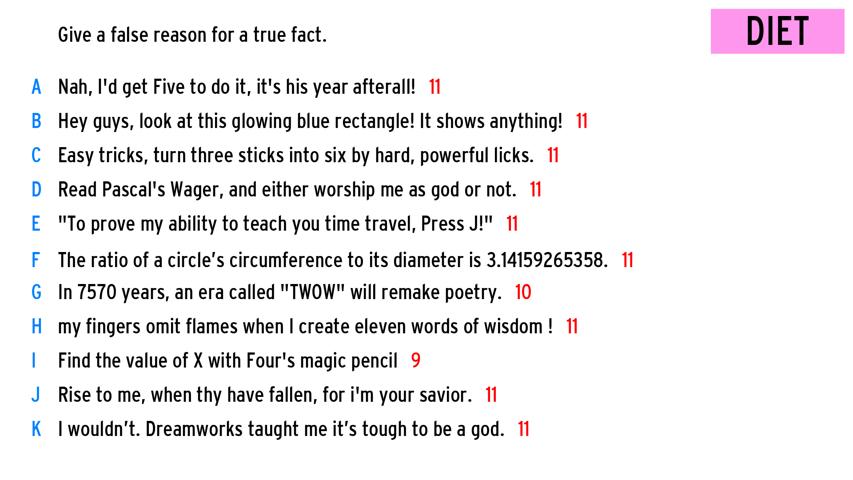 Give a false reason for a true fact.
DIET
A Nah, I'd get Five to do it, it's his year afterall! 11
B Hey guys, look at this glowing blue rectangle! It shows anything! 11
C Easy tricks, turn three sticks into six by hard, powerful licks. 11
D Read Pascal's Wager, and either worship me as god or not. 11
E "To prove my ability to teach you time travel, Press J!" 11
F The ratio of a circle’s circumference to its diameter is 3.14159265358. 11
G In 7570 years, an era called "TWOW" will remake poetry. 10
H my fingers omit flames when I create eleven words of wisdom ! 11
I Find the value of X with Four's magic pencil 9
J Rise to me, when thy have fallen, for i'm your savior. 11
K I wouldn’t. Dreamworks taught me it’s tough to be a god. 11